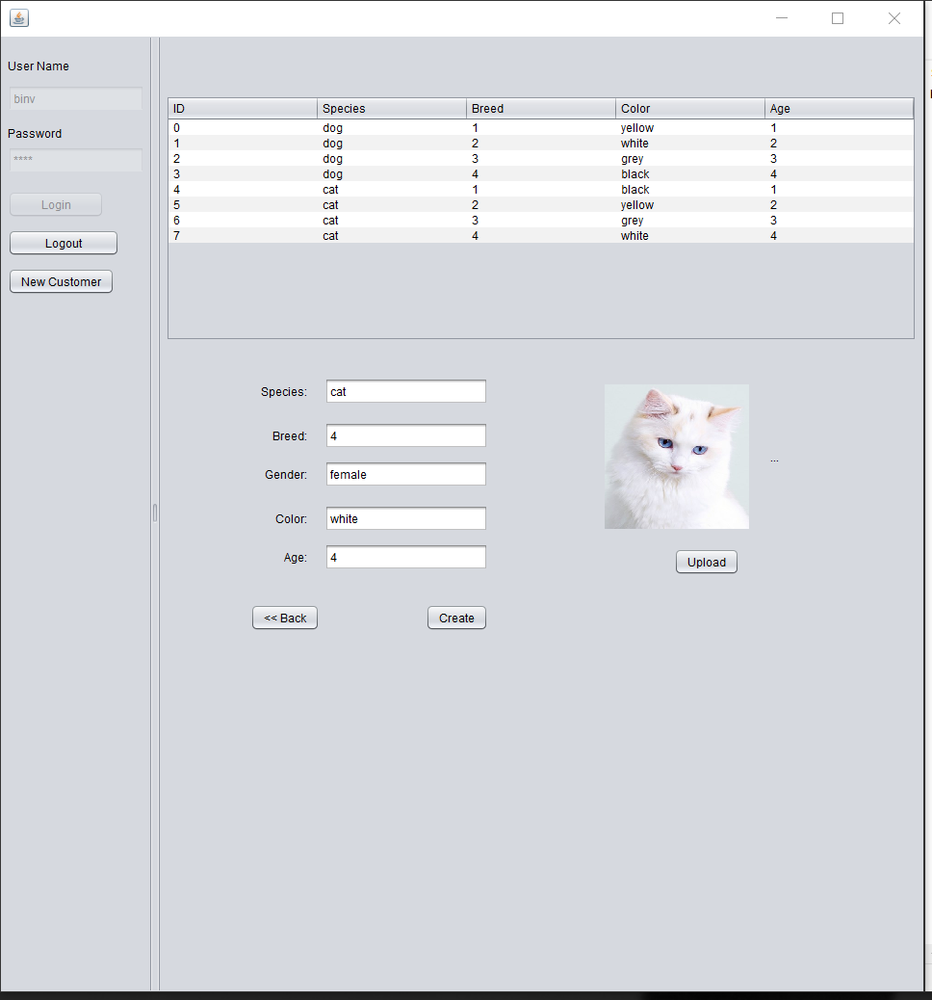 User Name
binv
Password
****
Login
Logout
New Customer
ID Species Breed Color Age
0 dog 1 yellow 1
1 dog 2 white 2
2 dog 3 grey 3
3 dog 4 black 4
4 cat 1 black 1
5 cat 2 yellow 2
6 cat 3 grey 3
7 cat 4 white 4
Species: cat
Breed: 4
Gender: female
Color: white
Age: 4
...
Upload
<< Back Create